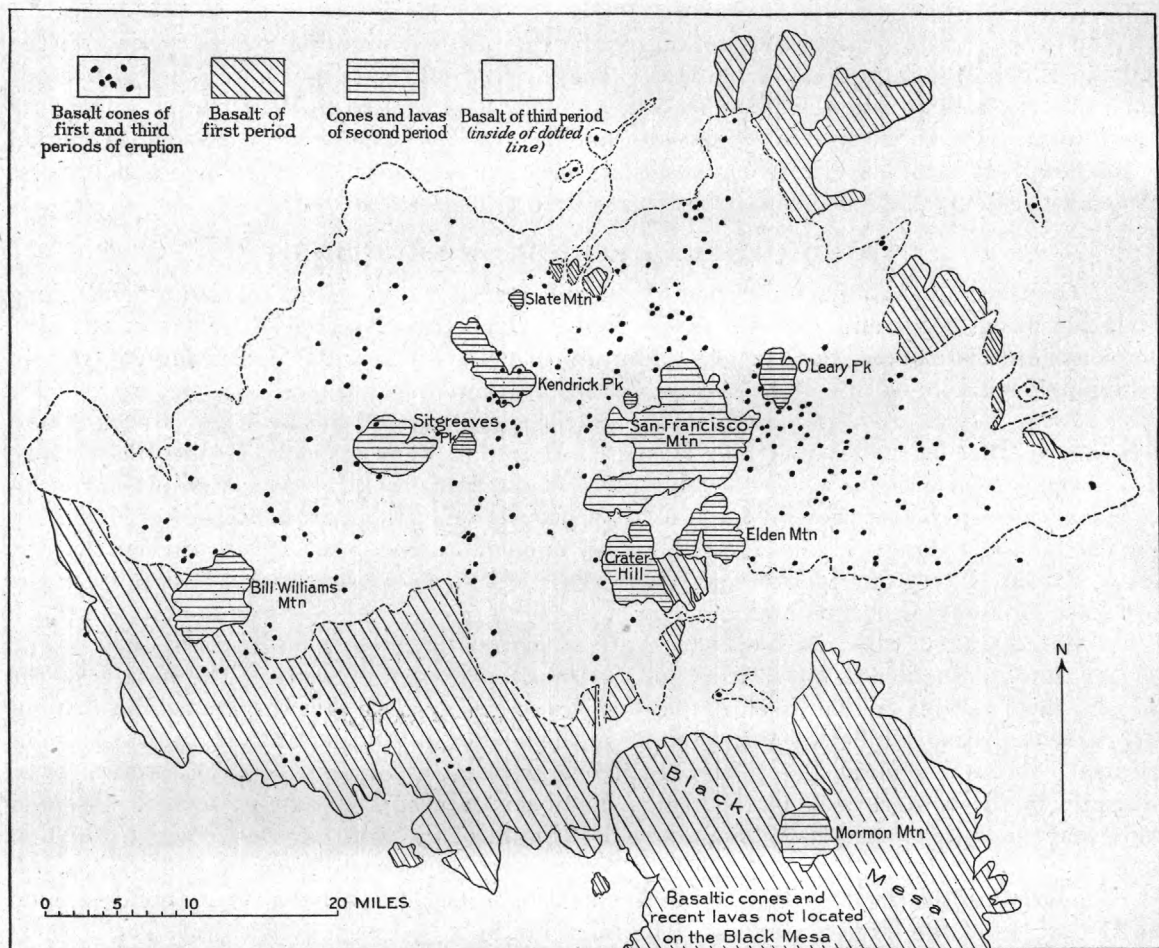 Basalt cones of
first and third
periods of eruption
Basalt of
first period
Cones and lavas
of second period
Basalt of third period
(inside of dotted
line)
Slate Mtn
Kendrick Pk
O'Leary Pk
Sitgreaves
Pk
San Francisco
Mtn
Elden Mtn
Crater
Hill
Bill Williams
Mtn
N
Black
Mesa
Mormon Mtn
Basaltic cones and
recent lavas not located
on the Black Mesa
0 5 10 20 MILES